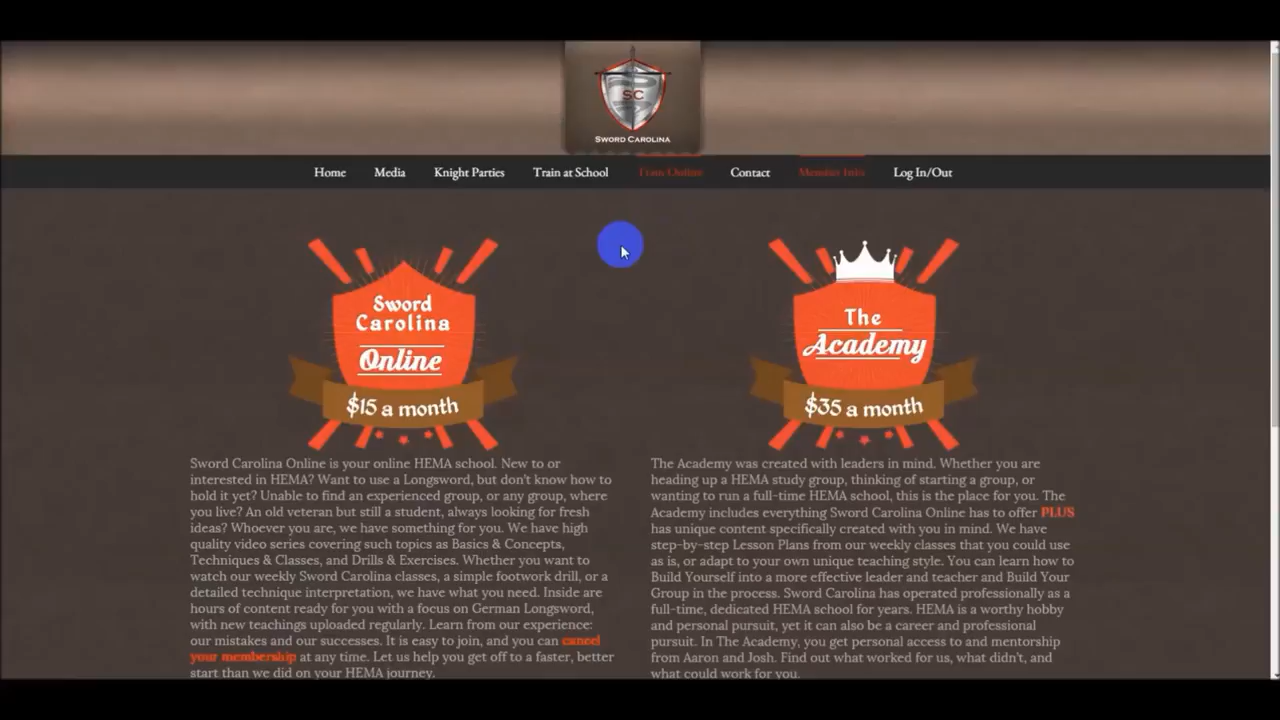 SC
SWORD CAROLINA
Home Media Knight Parties Train at School Train Online Contact Member Info Log In/Out
Sword
Carolina
Online
$15 a month
Sword Carolina Online is your online HEMA school. New to or
interested in HEMA? Want to use a Longsword, but don't know how to
hold it yet? Unable to find an experienced group, or any group, where
you live? An old veteran but still a student, always looking for fresh
ideas? Whoever you are, we have something for you. We have high
quality video series covering such topics as Basics & Concepts,
Techniques & Classes, and Drills & Exercises. Whether you want to
watch our weekly Sword Carolina classes, a simple footwork drill, or a
detailed technique interpretation, we have what you need. Inside are
hours of content ready for you with a focus on German Longsword,
with new teachings uploaded regularly. Learn from our experience:
our mistakes and our successes. It is easy to join, and you can cancel
your membership at any time. Let us help you get off to a faster, better
start than we did on your HEMA journey.
The
Academy
$35 a month
The Academy was created with leaders in mind. Whether you are
heading up a HEMA study group, thinking of starting a group, or
wanting to run a full-time HEMA school, this is the place for you. The
Academy includes everything Sword Carolina Online has to offer PLUS
has unique content specifically created with you in mind. We have
step-by-step Lesson Plans from our weekly classes that you could use
as is, or adapt to your own unique teaching style. You can learn how to
Build Yourself into a more effective leader and teacher and Build Your
Group in the process. Sword Carolina has operated professionally as a
full-time, dedicated HEMA school for years. HEMA is a worthy hobby
and personal pursuit, yet it can also be a career and professional
pursuit. In The Academy, you get personal access to and mentorship
from Aaron and Josh. Find out what worked for us, what didn't, and
what could work for you.